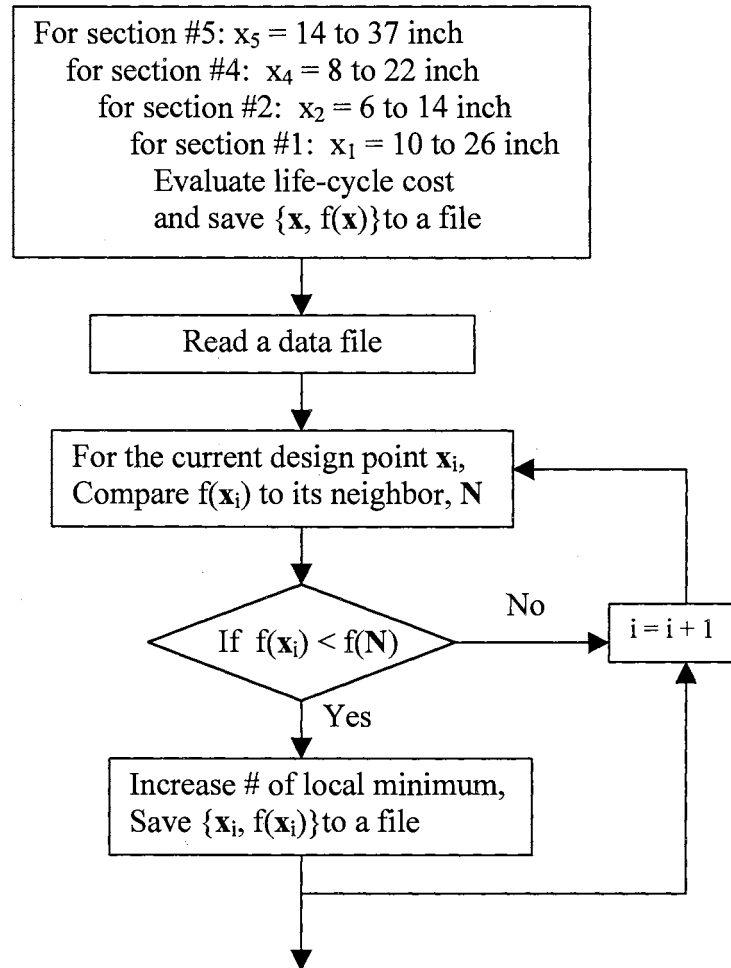 For section #5: x₅ = 14 to 37 inch
for section #4: x₄ = 8 to 22 inch
for section #2: x₂ = 6 to 14 inch
for section #1: x₁ = 10 to 26 inch
Evaluate life-cycle cost
and save {x, f(x)}to a file
Read a data file
For the current design point xᵢ,
Compare f(xᵢ) to its neighbor, N
If f(xᵢ) < f(N)
No
i = i + 1
Yes
Increase # of local minimum,
Save {xᵢ, f(xᵢ)}to a file